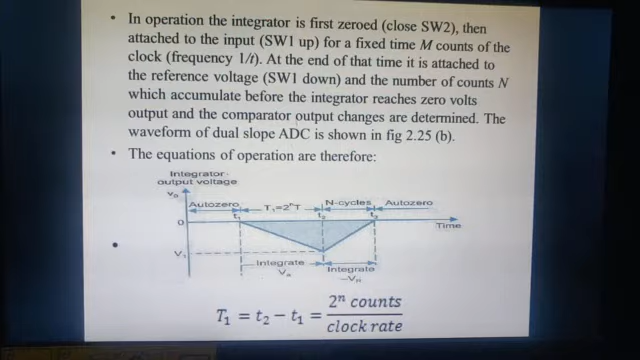 • In operation the integrator is first zeroed (close SW2), then
attached to the input (SW1 up) for a fixed time M counts of the
clock (frequency 1/t). At the end of that time it is attached to
the reference voltage (SW1 down) and the number of counts N
which accumulate before the integrator reaches zero volts
output and the comparator output changes are determined. The
waveform of dual slope ADC is shown in fig 2.25 (b).
• The equations of operation are therefore:
Integrator
output voltage
Autozero T₁=2ⁿT N-cycles Autozero
t₁ t₂ t₃
0 Time
Integrate Integrate
T₁ = t₂ − t₁ = 2ⁿ counts
clock rate